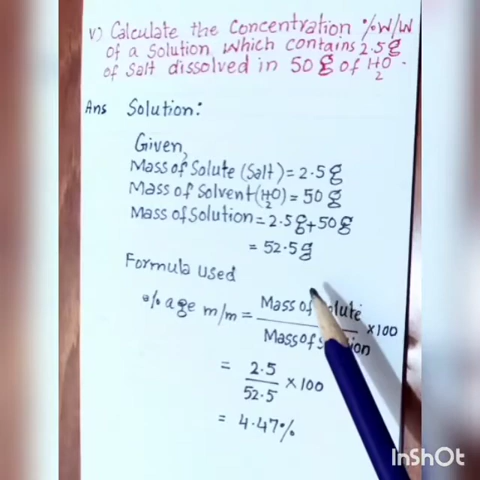 v) Calculate the Concentration %W/W
of a Solution which contains 2.5g
of Salt dissolved in 50g of H2O.
Ans Solution:
Given,
Mass of Solute (Salt) = 2.5g
Mass of Solvent (H2O) = 50g
Mass of Solution = 2.5g+50g
= 52.5g
Formula Used
%age m/m = Mass of Solute / Mass of Solution ×100
= 2.5 / 52.5 ×100
= 4.47%
InShOt